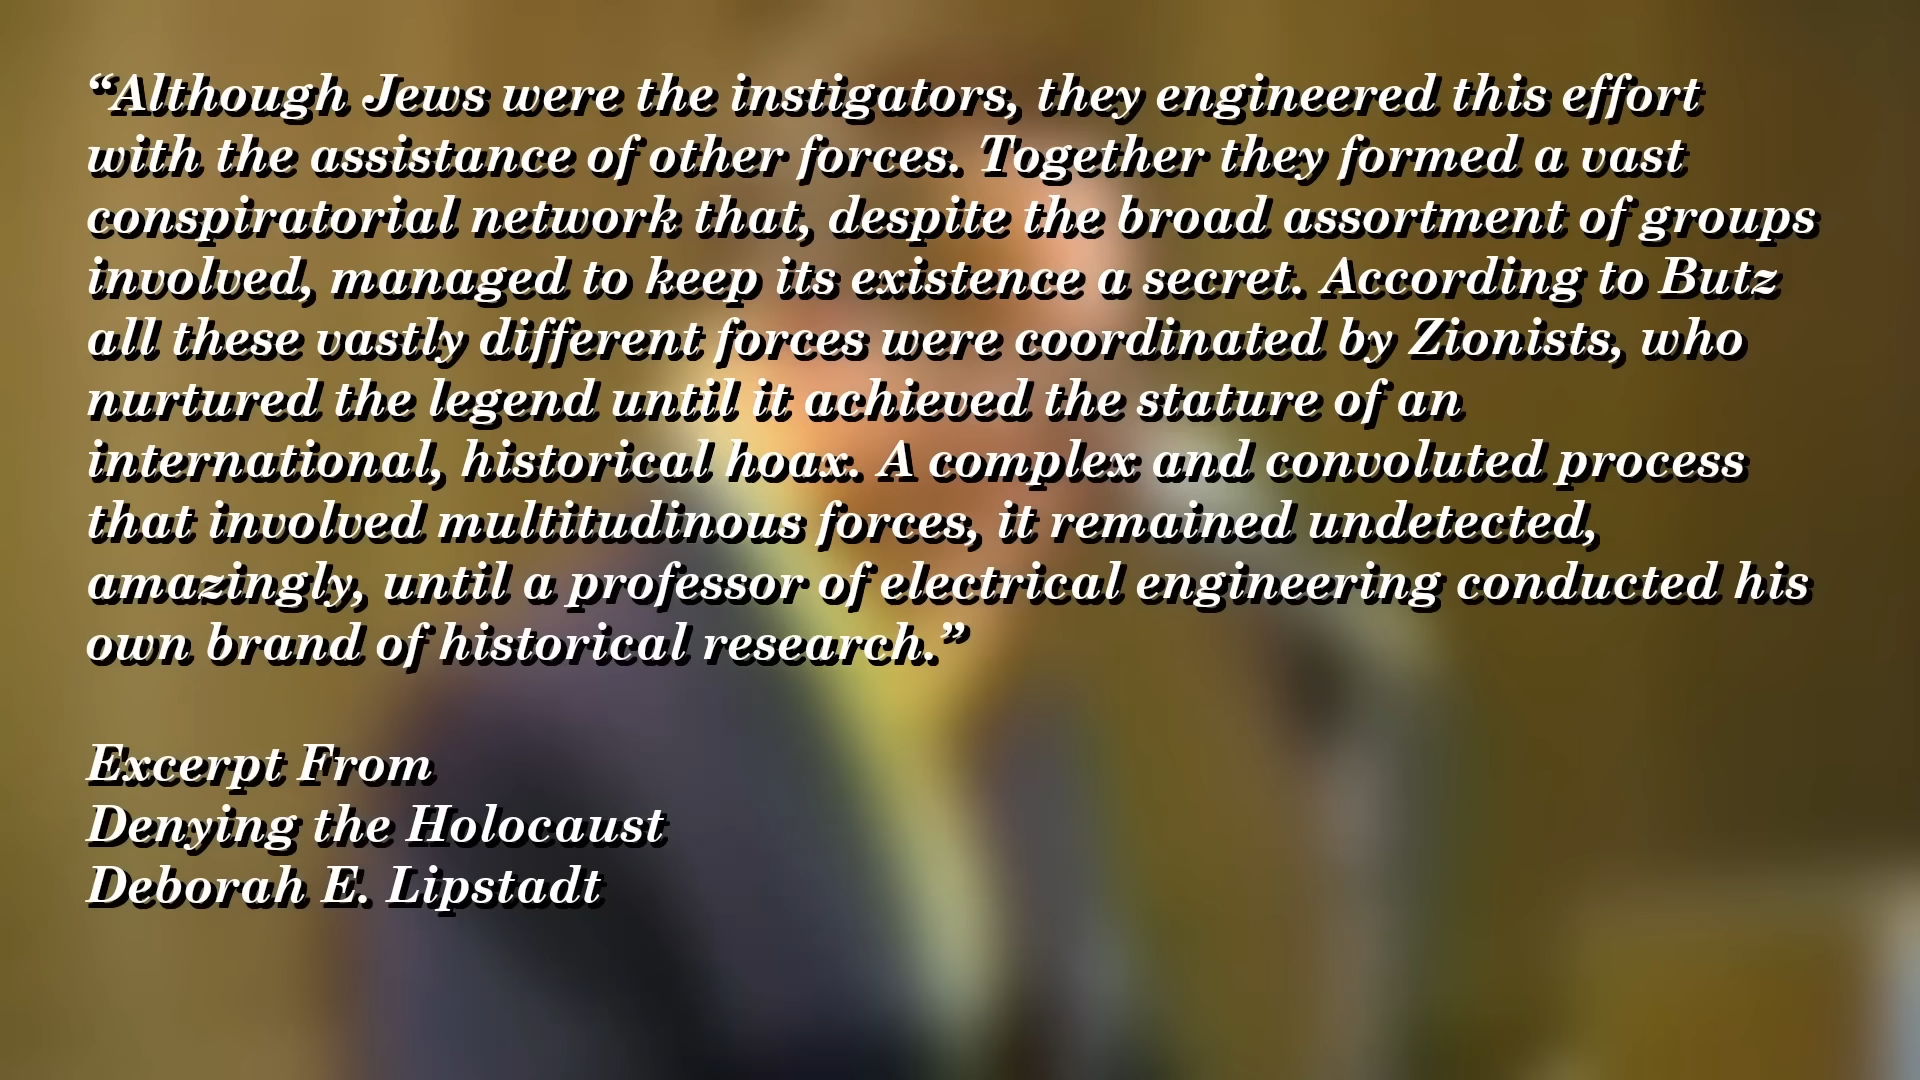 “Although Jews were the instigators, they engineered this effort
with the assistance of other forces. Together they formed a vast
conspiratorial network that, despite the broad assortment of groups
involved, managed to keep its existence a secret. According to Butz
all these vastly different forces were coordinated by Zionists, who
nurtured the legend until it achieved the stature of an
international, historical hoax. A complex and convoluted process
that involved multitudinous forces, it remained undetected,
amazingly, until a professor of electrical engineering conducted his
own brand of historical research.”
Excerpt From
Denying the Holocaust
Deborah E. Lipstadt